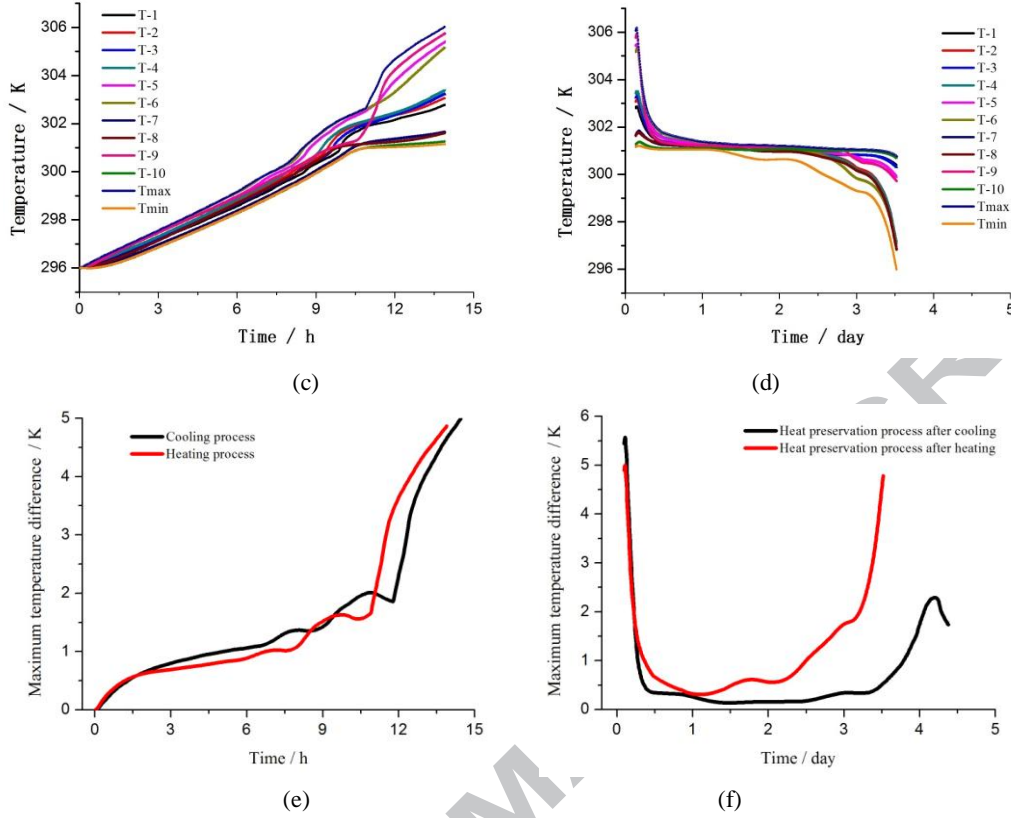 306
304
302
300
298
296
Temperature / K
T-1
T-2
T-3
T-4
T-5
T-6
T-7
T-8
T-9
T-10
Tmax
Tmin
0
3
6
9
12
15
Time / h
(c)
306
304
302
300
298
296
Temperature / K
T-1
T-2
T-3
T-4
T-5
T-6
T-7
T-8
T-9
T-10
Tmax
Tmin
0
1
2
3
4
5
Time / day
(d)
5
4
3
2
1
0
Maximum temperature difference / K
Cooling process
Heating process
0
3
6
9
12
15
Time / h
(e)
6
5
4
3
2
1
0
Maximum temperature difference / K
Heat preservation process after cooling
Heat preservation process after heating
0
1
2
3
4
5
Time / day
(f)